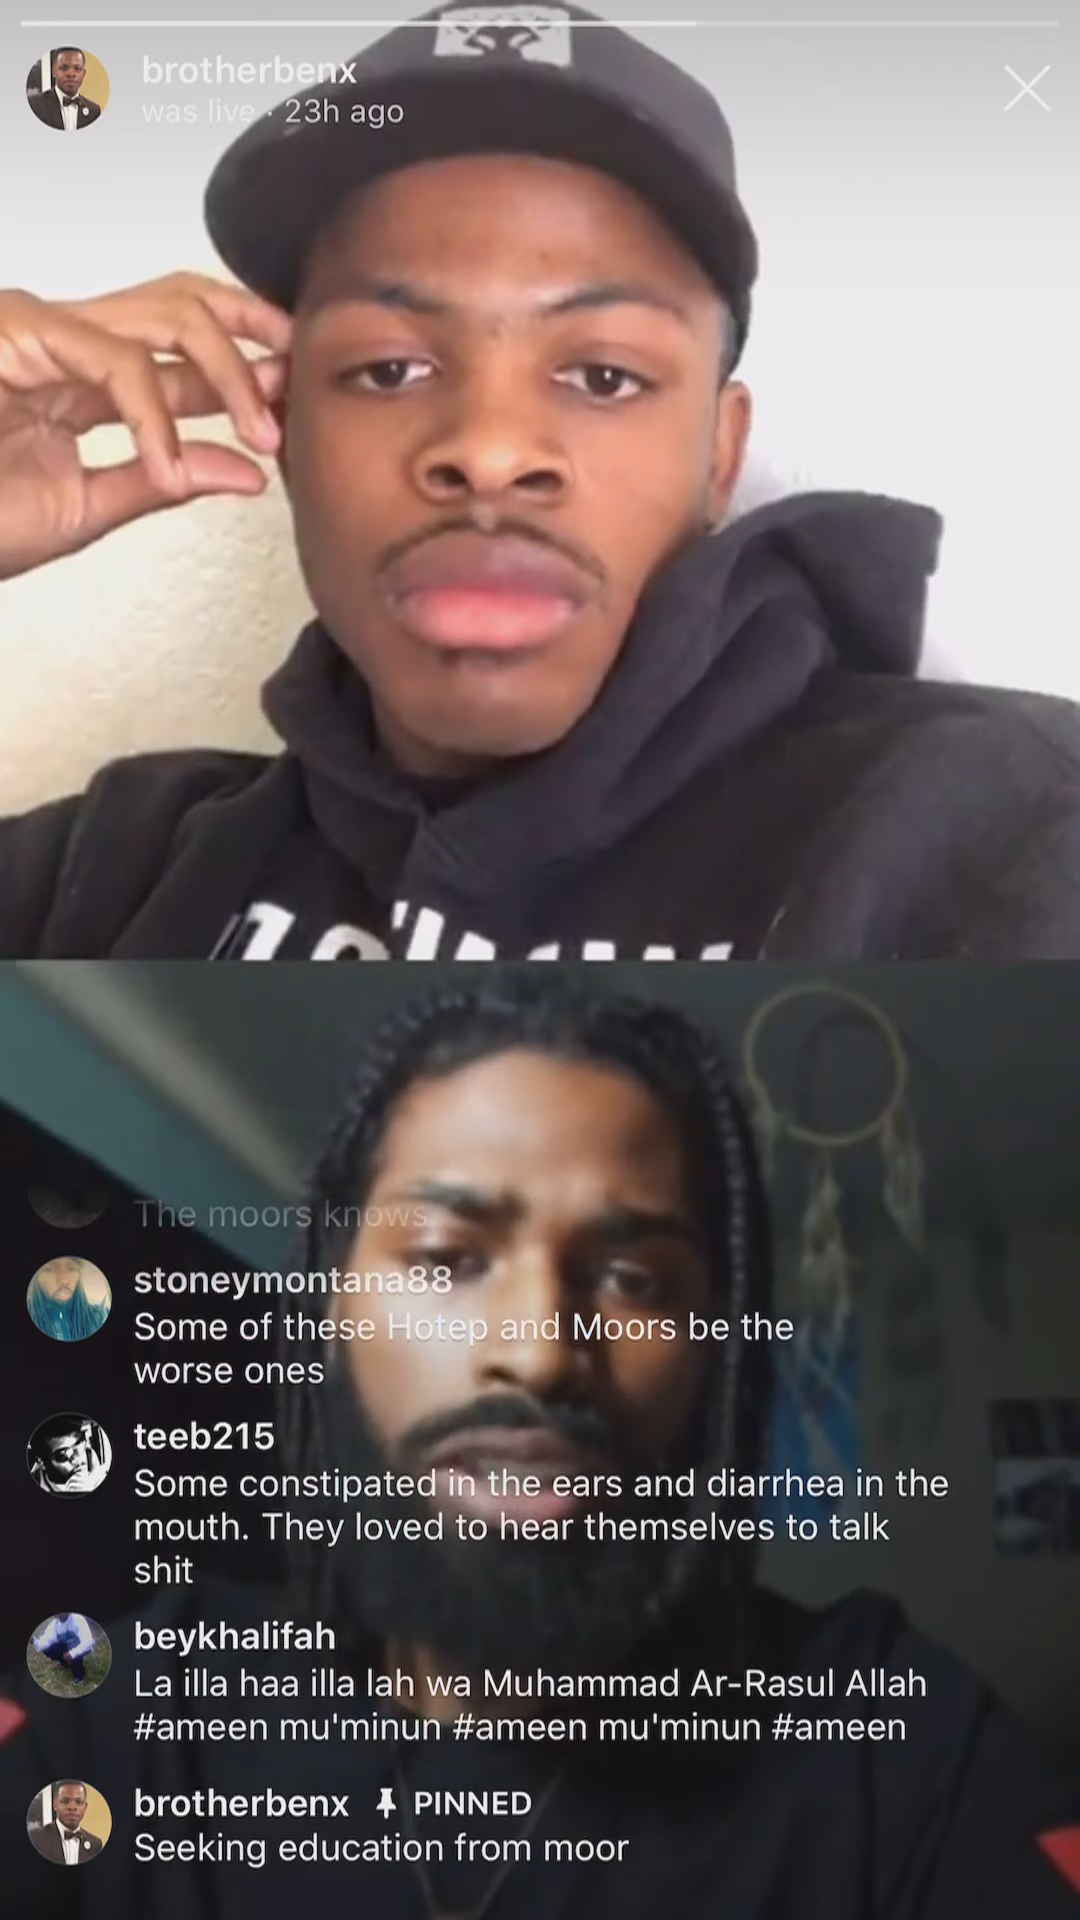 brotherbenx
was live · 23h ago
The moors knows
stoneymontana88
Some of these Hotep and Moors be the
worse ones
teeb215
Some constipated in the ears and diarrhea in the
mouth. They loved to hear themselves to talk
shit
beykhalifah
La illa haa illa lah wa Muhammad Ar-Rasul Allah
#ameen mu'minun #ameen mu'minun #ameen
brotherbenx PINNED
Seeking education from moor